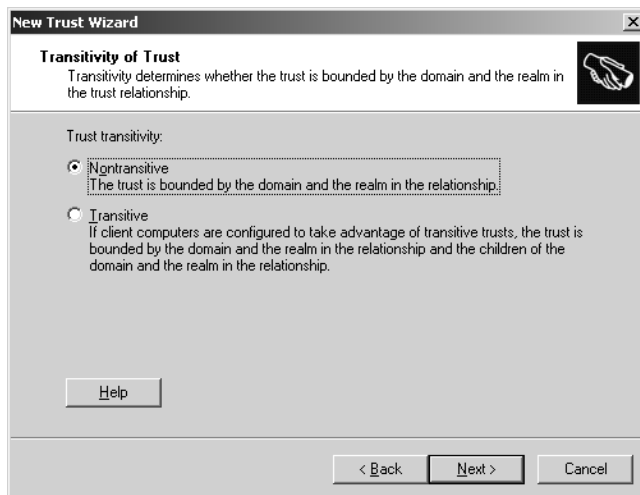 New Trust Wizard
Transitivity of Trust
Transitivity determines whether the trust is bounded by the domain and the realm in
the trust relationship.
Trust transitivity:
Nontransitive
The trust is bounded by the domain and the realm in the relationship.
Transitive
If client computers are configured to take advantage of transitive trusts, the trust is
bounded by the domain and the realm in the relationship and the children of the
domain and the realm in the relationship.
Help
< Back Next > Cancel